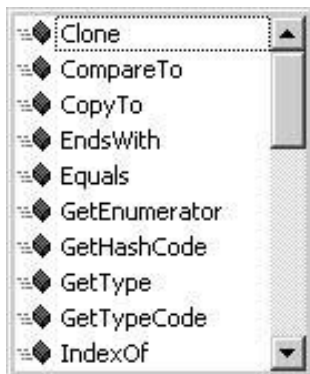 Clone
CompareTo
CopyTo
EndsWith
Equals
GetEnumerator
GetHashCode
GetType
GetTypeCode
IndexOf